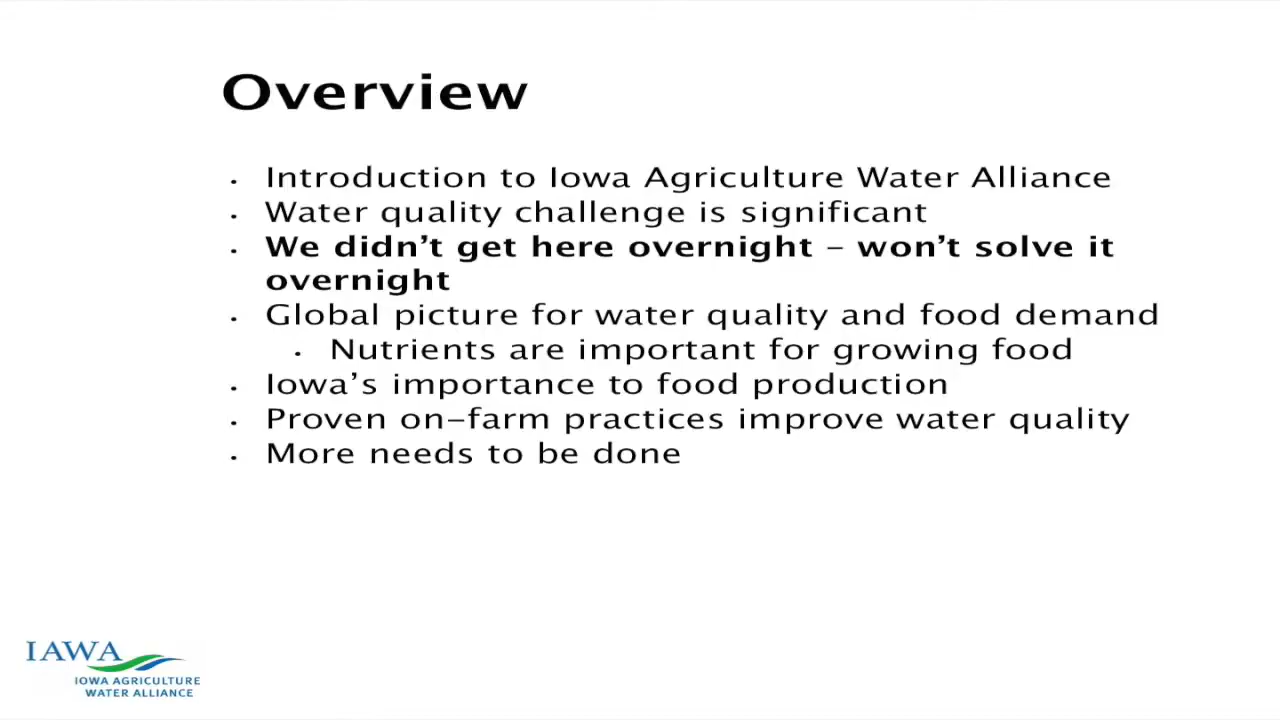 Overview
· Introduction to Iowa Agriculture Water Alliance
· Water quality challenge is significant
· We didn’t get here overnight – won’t solve it
overnight
· Global picture for water quality and food demand
· Nutrients are important for growing food
· Iowa’s importance to food production
· Proven on-farm practices improve water quality
· More needs to be done
IAWA
IOWA AGRICULTURE
WATER ALLIANCE